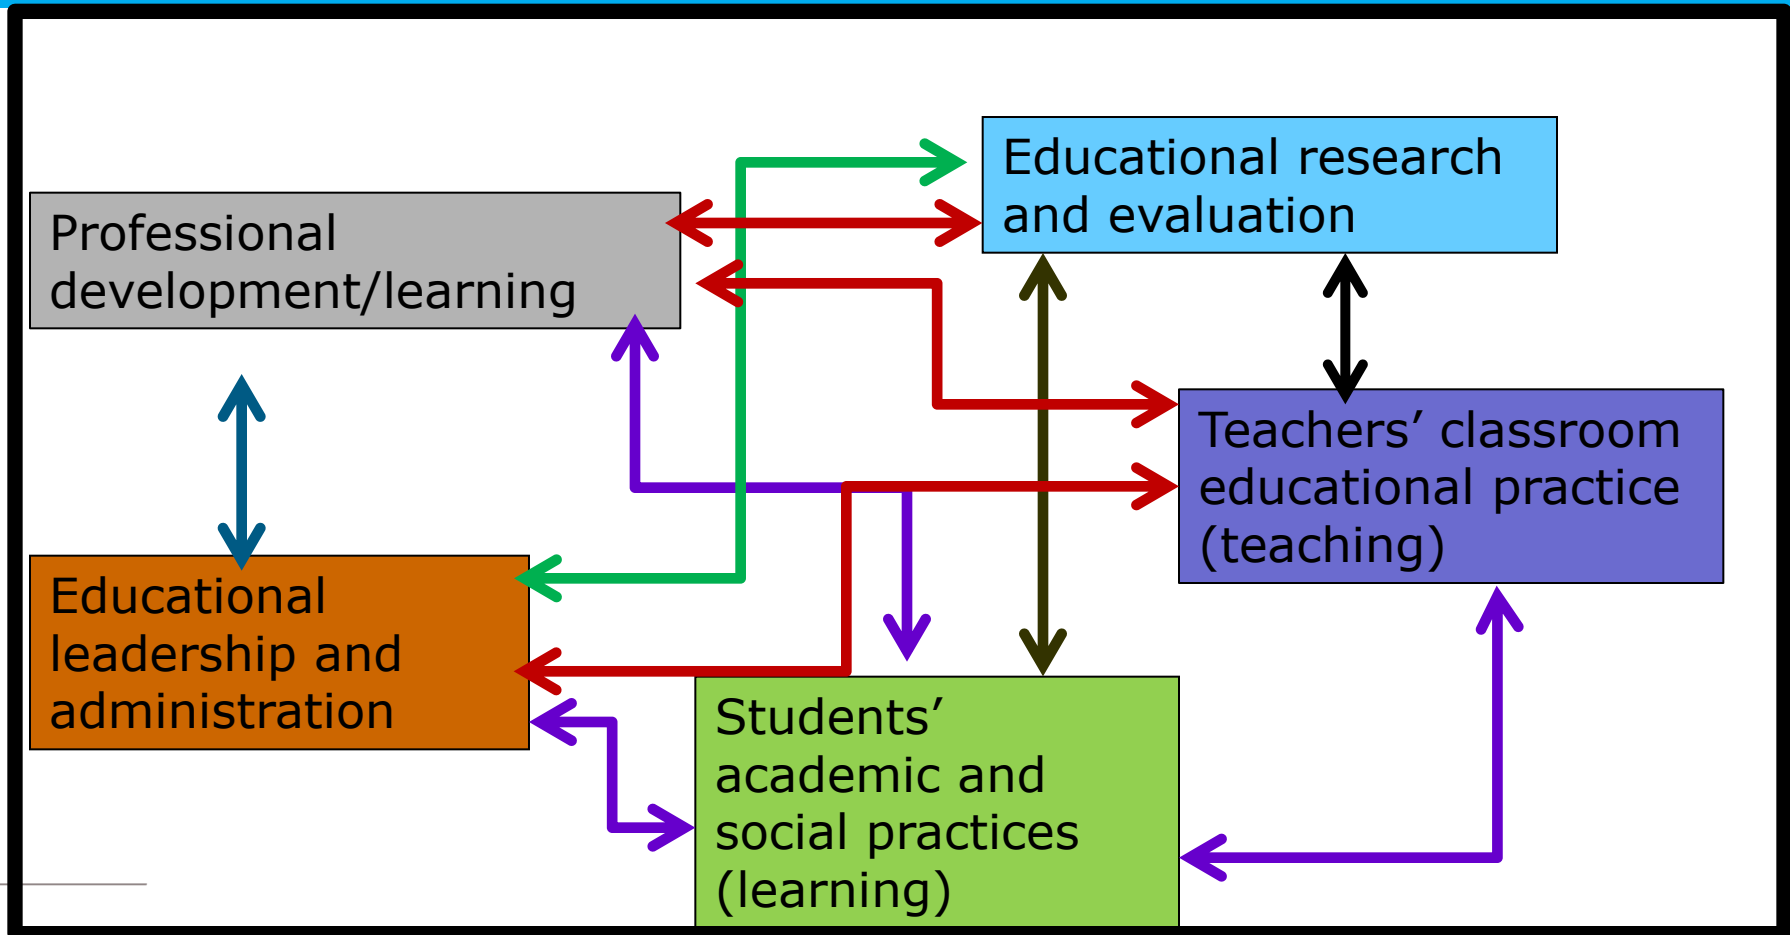 Educational research
and evaluation
Professional
development/learning
Teachers’ classroom
educational practice
(teaching)
Educational
leadership and
administration
Students’
academic and
social practices
(learning)